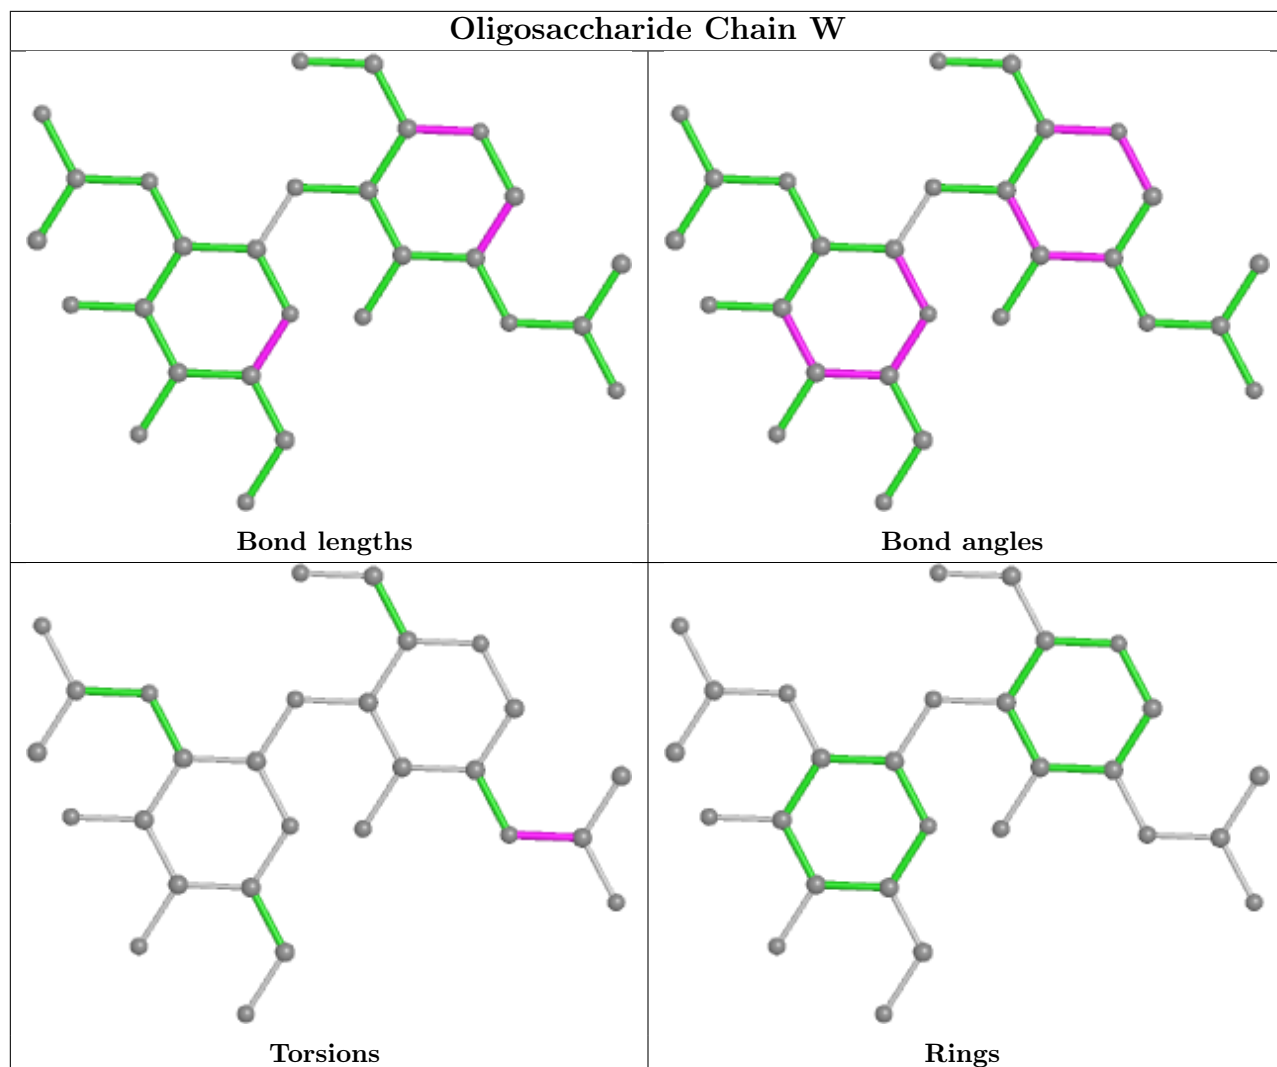 Oligosaccharide Chain W
Bond lengths
Bond angles
Torsions
Rings